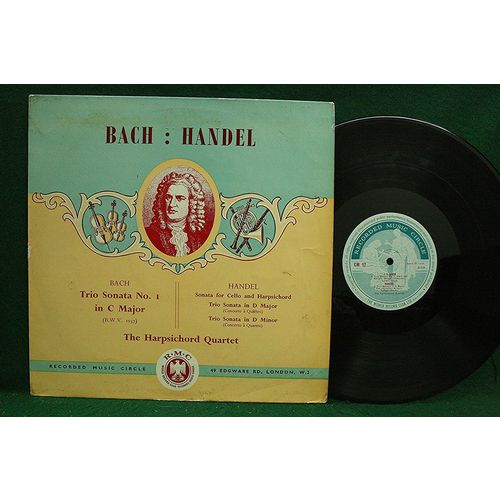 BACH : HANDEL
BACH
Trio Sonata No. 1
in C Major
(B.W.V. 1037)
HANDEL
Sonata for Cello and Harpsichord
Trio Sonata in D Major
(Concerto à Quattro)
Trio Sonata in D Minor
(Concerto à Quattro)
The Harpsichord Quartet
R·M·C
RECORDED MUSIC CIRCLE
49 EDGWARE RD. LONDON, W.2
RECORDED MUSIC CIRCLE